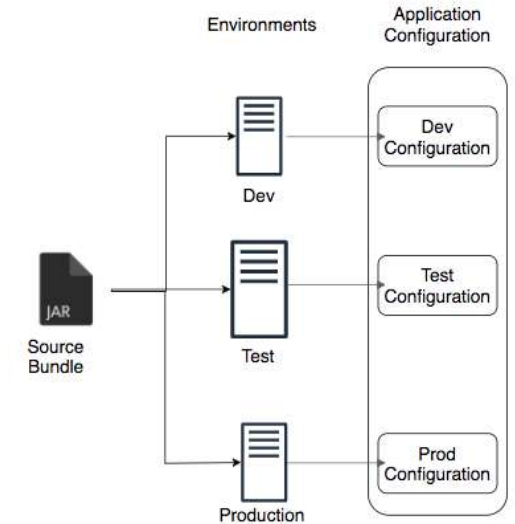 Environments
Application
Configuration
Dev
Configuration
Dev
Test
Configuration
JAR
Source
Bundle
Test
Prod
Configuration
Production